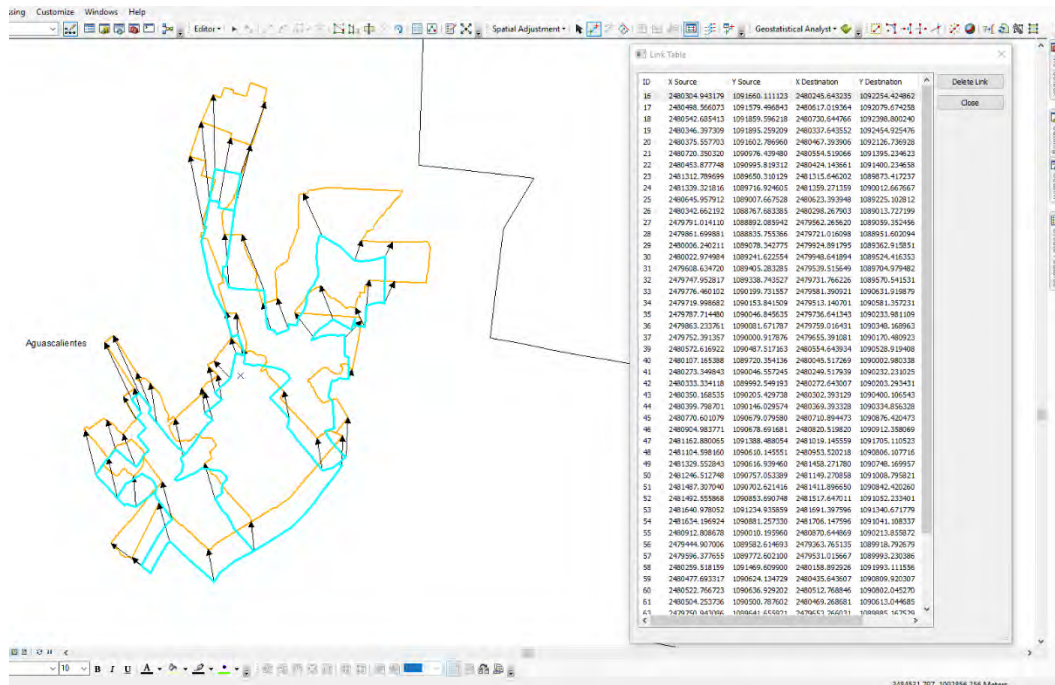 sing Customize Windows Help
Editor
Spatial Adjustment
Geostatistical Analyst
Link Table
ID X Source Y Source X Destination Y Destination
Delete Link
Close
16 2480304.943179 1091660.111123 2480245.643235 1092254.424862
17 2480498.566073 1091579.496843 2480617.019364 1092079.674258
18 2480542.685413 1091859.596218 2480730.644766 1092398.800240
19 2480346.397309 1091895.259209 2480337.643552 1092454.925476
20 2480375.557703 1091602.786960 2480467.393906 1092126.736928
21 2480720.350320 1090976.439480 2480554.519066 1091395.234623
22 2480453.877748 1090995.819312 2480424.143661 1091400.234658
23 2481312.789699 1089650.310129 2481315.646202 1089873.417237
24 2481339.321816 1089716.924605 2481359.271359 1090012.667667
25 2480645.957912 1089007.667528 2480623.393948 1089225.102812
26 2480342.662192 1088767.683385 2480298.267903 1089013.727199
27 2479791.014110 1088892.085942 2479562.265620 1089359.352456
28 2479861.699881 1088835.755366 2479721.016098 1088951.602094
29 2480006.240211 1089078.342775 2479924.891795 1089362.915851
30 2480022.974984 1089241.622554 2479948.641894 1089524.416353
31 2479608.634720 1089405.283285 2479539.515649 1089704.979482
32 2479747.952817 1089338.743527 2479731.766226 1089570.541531
33 2479776.460102 1090199.731557 2479581.390921 1090631.919879
34 2479719.998682 1090153.841509 2479513.140701 1090581.357231
35 2479787.714480 1090046.845635 2479736.641343 1090233.981109
36 2479863.233761 1090081.671787 2479759.016431 1090348.168963
37 2479752.391357 1090000.917876 2479655.391081 1090170.480923
39 2480572.616922 1090487.517163 2480554.643934 1090528.919408
40 2480107.165388 1089720.354136 2480049.517269 1090002.980338
41 2480273.349843 1090046.557245 2480249.517939 1090232.231025
42 2480333.334118 1089992.549193 2480272.643007 1090203.293431
43 2480350.168535 1090205.429738 2480302.393129 1090400.106543
44 2480399.798701 1090146.029574 2480369.393328 1090334.856328
45 2480770.601079 1090679.079580 2480710.894473 1090876.420473
46 2480904.983771 1090678.691681 2480820.519820 1090912.358069
47 2481162.880065 1091388.488054 2481019.145559 1091705.110523
48 2481104.598160 1090610.145551 2480953.520218 1090806.107716
49 2481329.552843 1090616.939460 2481458.271780 1090748.169957
50 2481246.512748 1090757.053389 2481149.270858 1091008.795821
51 2481487.307040 1090702.621416 2481411.896650 1090842.420260
52 2481492.555868 1090853.690748 2481517.647011 1091052.233401
53 2481640.978052 1091234.935859 2481691.397596 1091340.671779
54 2481634.196924 1090881.257330 2481706.147596 1091041.108337
55 2480912.808678 1090010.195960 2480870.644669 1090213.855872
56 2479444.907006 1089582.614693 2479363.765135 1089918.792679
57 2479596.377655 1089772.602100 2479531.015667 1089993.230386
58 2480259.518159 1091469.609900 2480158.892926 1091993.111536
59 2480477.693317 1090624.134729 2480435.643607 1090809.920307
60 2480522.766723 1090636.929202 2480512.768846 1090802.045270
61 2480504.253736 1090500.787602 2480469.268681 1090613.044685
Aguascalientes
10 B I U A